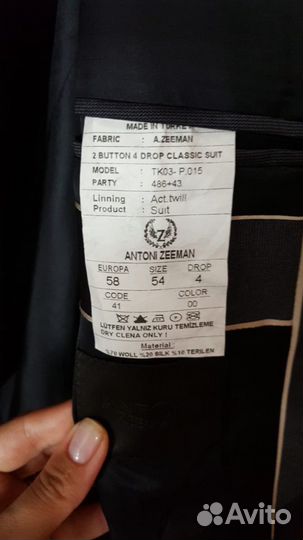 MADE IN TURKEY
FABRIC : A.ZEEMAN
2 BUTTON 4 DROP CLASSIC SUIT
MODEL : TK03- P.015
PARTY : 486+43
Linning : Act.twill
Product : Suit
Z
ANTONI ZEEMAN
EUROPA SIZE DROP
58 54 4
CODE COLOR
41 00
LÜTFEN YALNIZ KURU TEMİZLEME
DRY CLENA ONLY !
Material
%70 WOLL %20 SILK %10 TERILEN
Avito